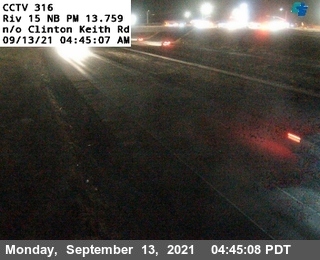 CCTV 316
Riv 15 NB PM 13.759
n/o Clinton Keith Rd
09/13/21 04:45:07 AM
Monday, September 13, 2021 04:45:08 PDT